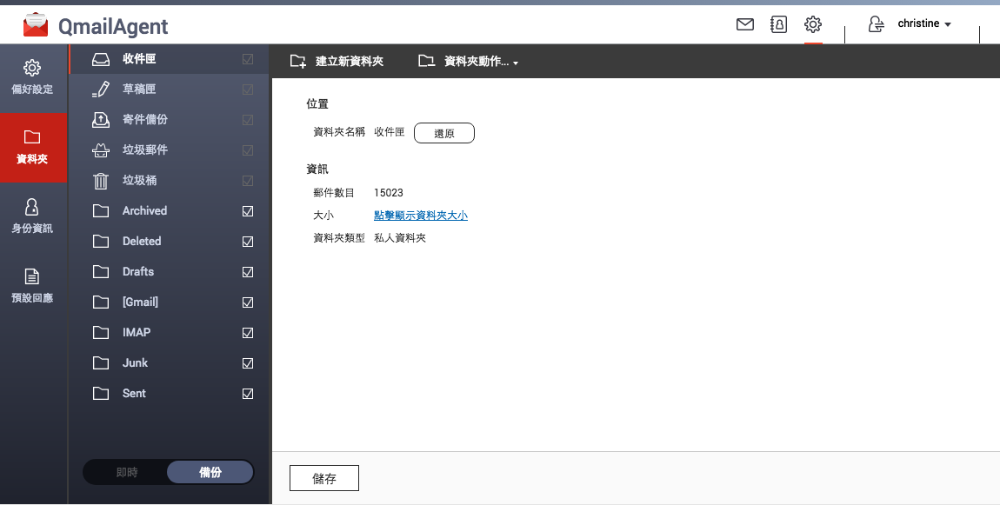 QmailAgent
christine
偏好設定
資料夾
身份資訊
預設回應
收件匣
草稿匣
寄件備份
垃圾郵件
垃圾桶
Archived
Deleted
Drafts
[Gmail]
IMAP
Junk
Sent
即時 備份
建立新資料夾 資料夾動作...
位置
資料夾名稱 收件匣 還原
資訊
郵件數目 15023
大小 點擊顯示資料夾大小
資料夾類型 私人資料夾
儲存